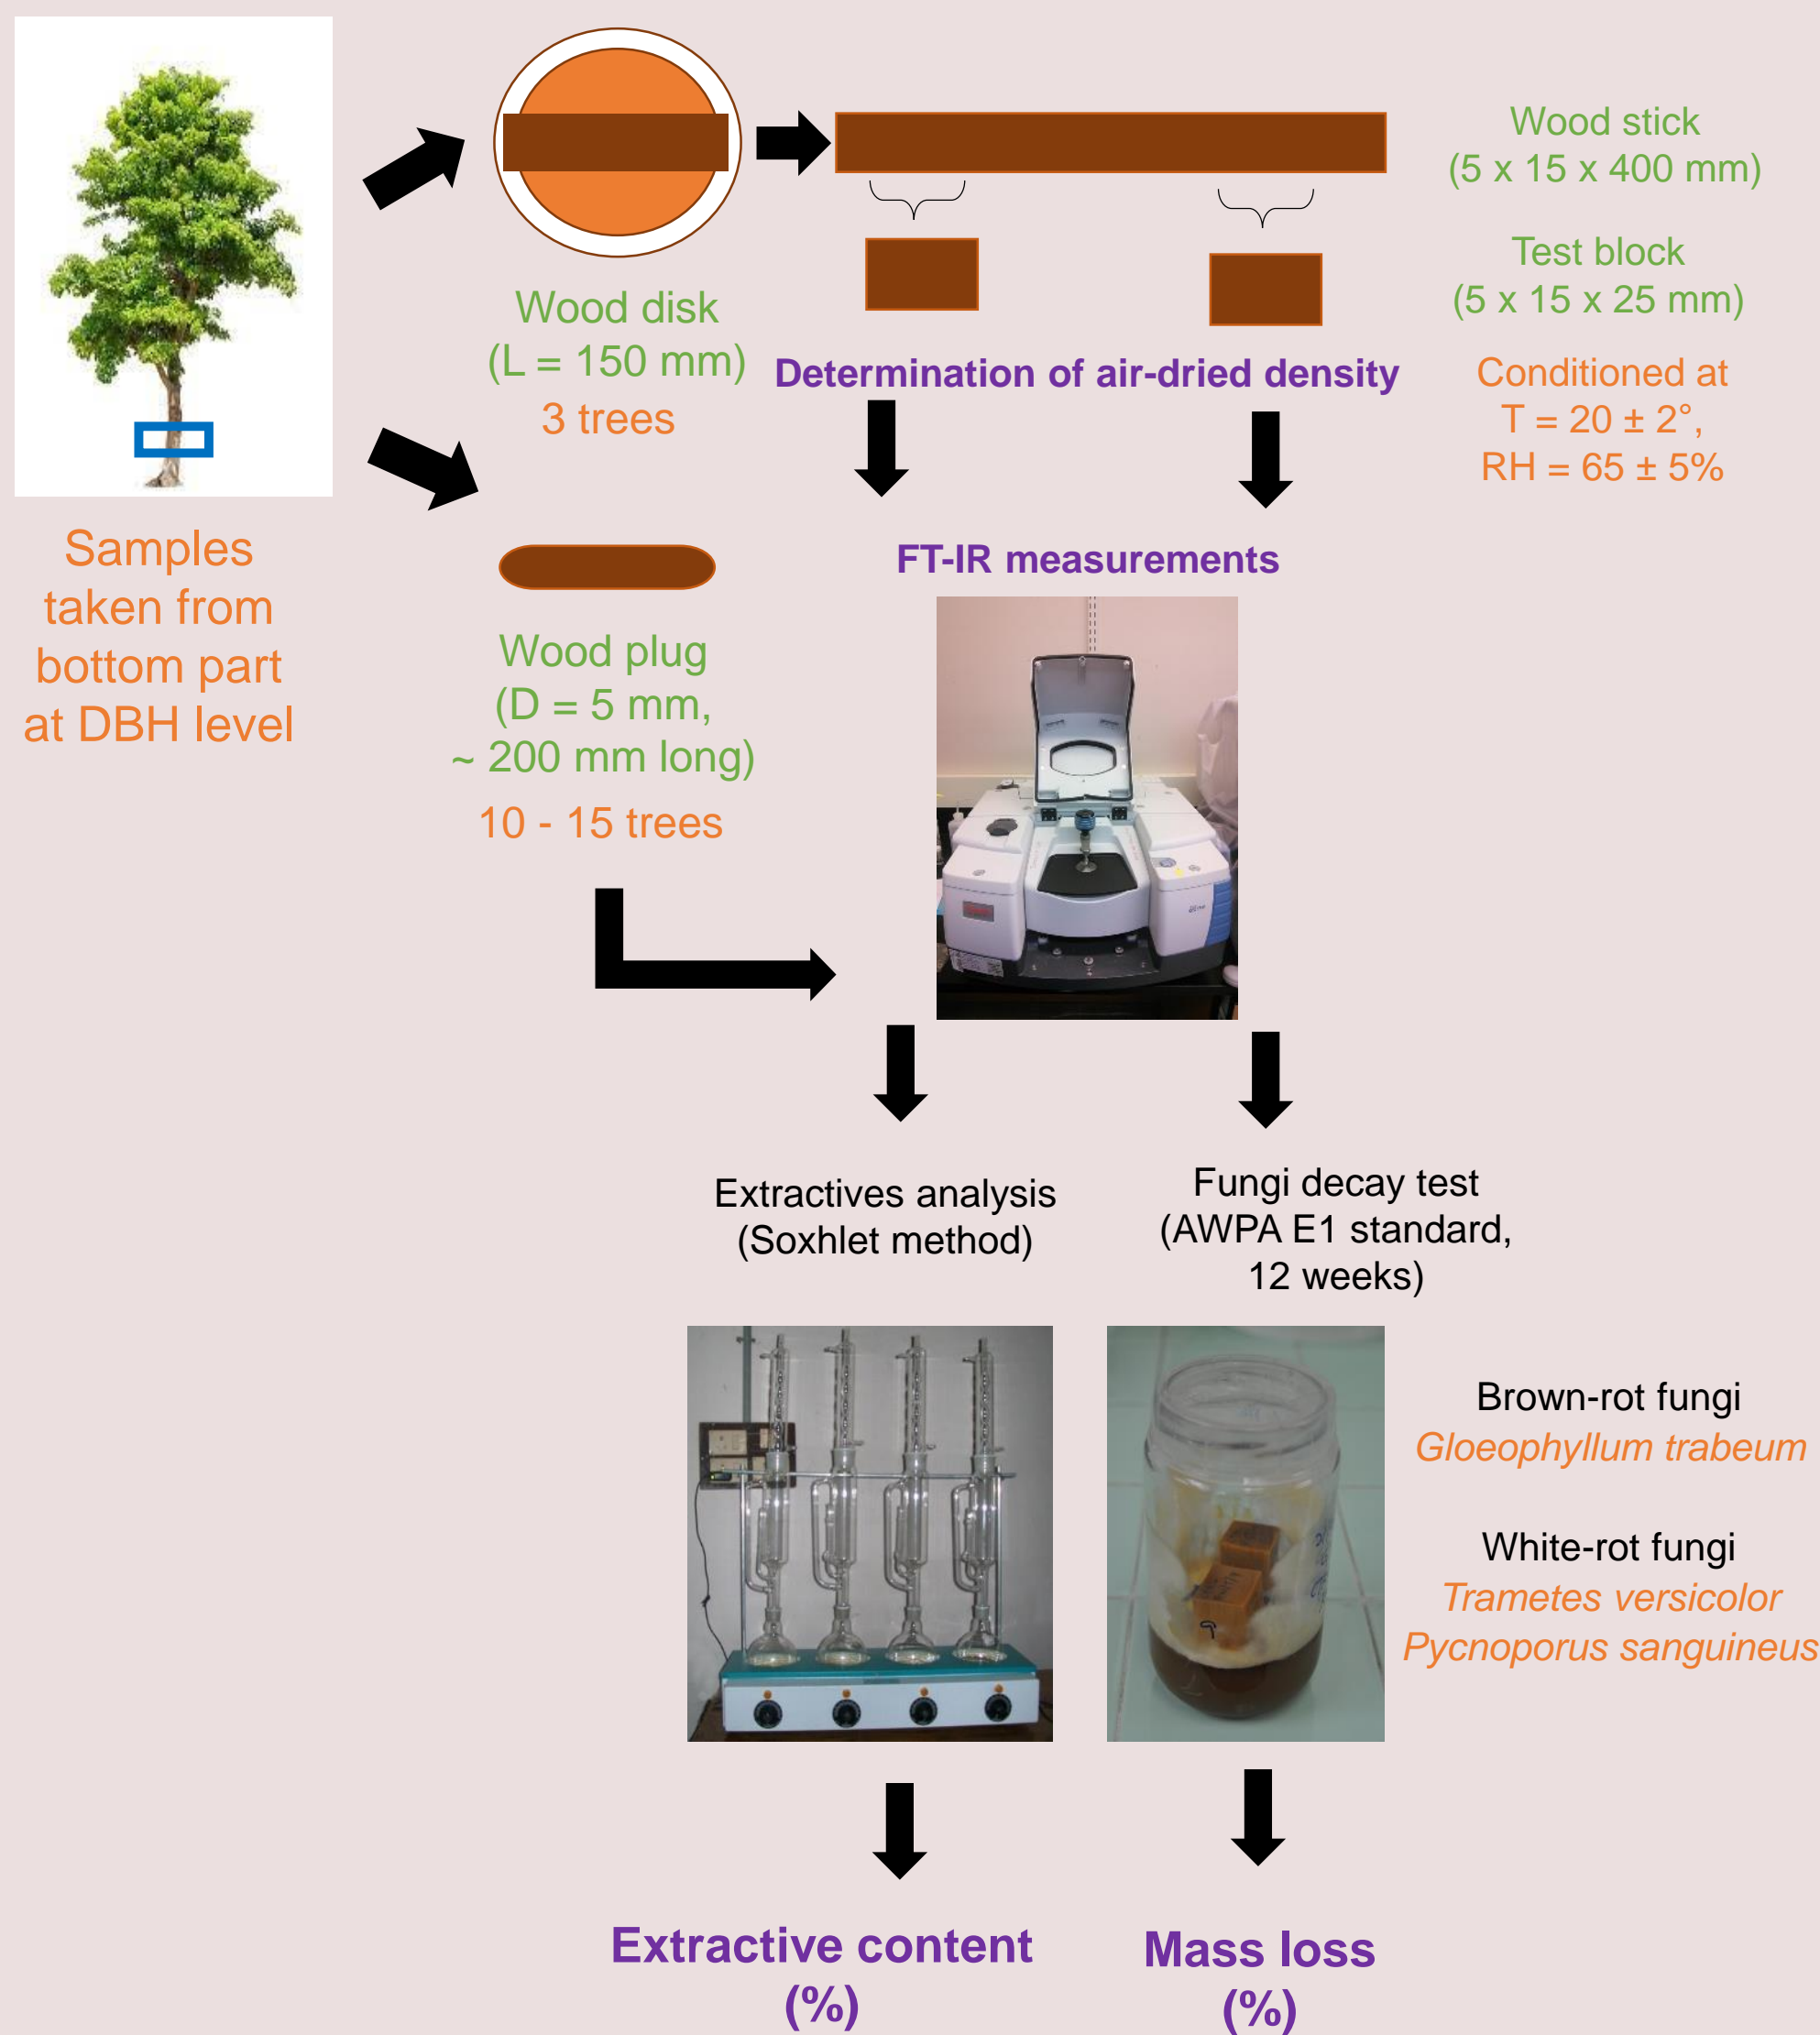 Wood disk
(L = 150 mm)
3 trees
Wood stick
(5 x 15 x 400 mm)
Test block
(5 x 15 x 25 mm)
Determination of air-dried density
Conditioned at
T = 20 ± 2°,
RH = 65 ± 5%
Samples
taken from
bottom part
at DBH level
Wood plug
(D = 5 mm,
~ 200 mm long)
10 - 15 trees
FT-IR measurements
Extractives analysis
(Soxhlet method)
Fungi decay test
(AWPA E1 standard,
12 weeks)
Brown-rot fungi
Gloeophyllum trabeum
White-rot fungi
Trametes versicolor
Pycnoporus sanguineus
Extractive content
(%)
Mass loss
(%)